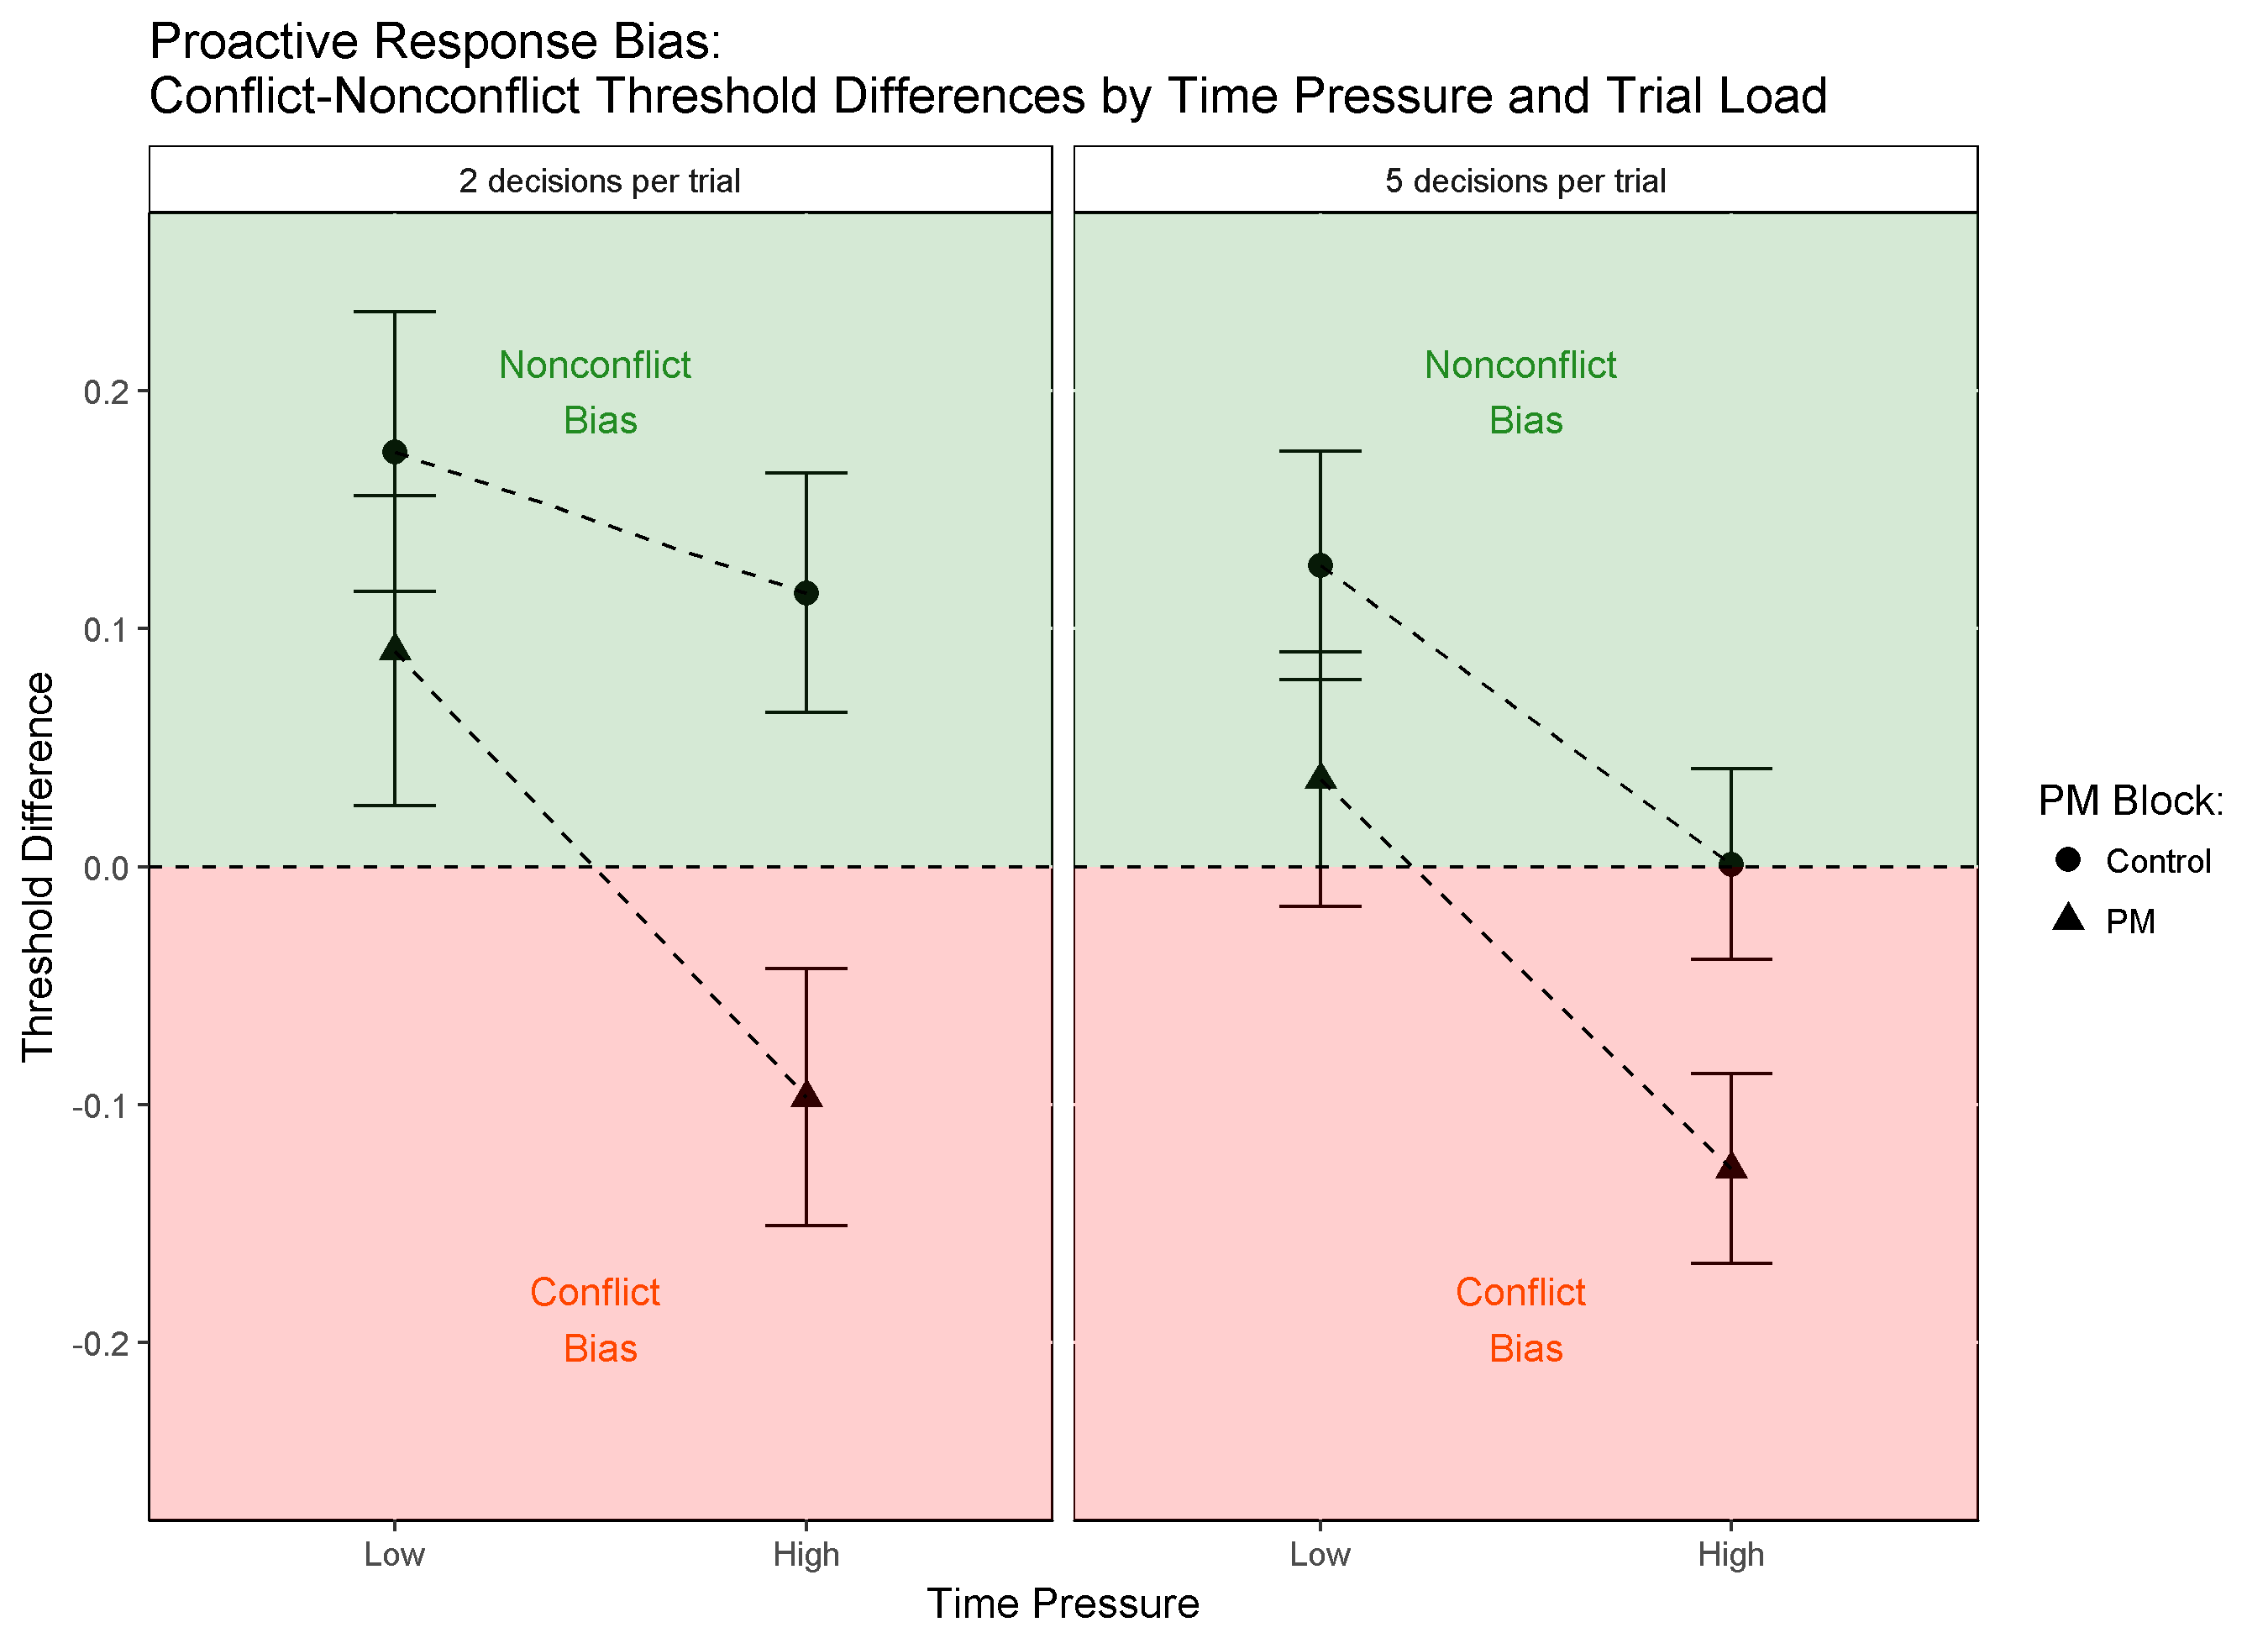 Proactive Response Bias:
Conflict-Nonconflict Threshold Differences by Time Pressure and Trial Load
2 decisions per trial
5 decisions per trial
Nonconflict
Bias
Nonconflict
Bias
Conflict
Bias
Conflict
Bias
0.2
0.1
0.0
-0.1
-0.2
Threshold Difference
Low
High
Low
High
Time Pressure
PM Block:
Control
PM